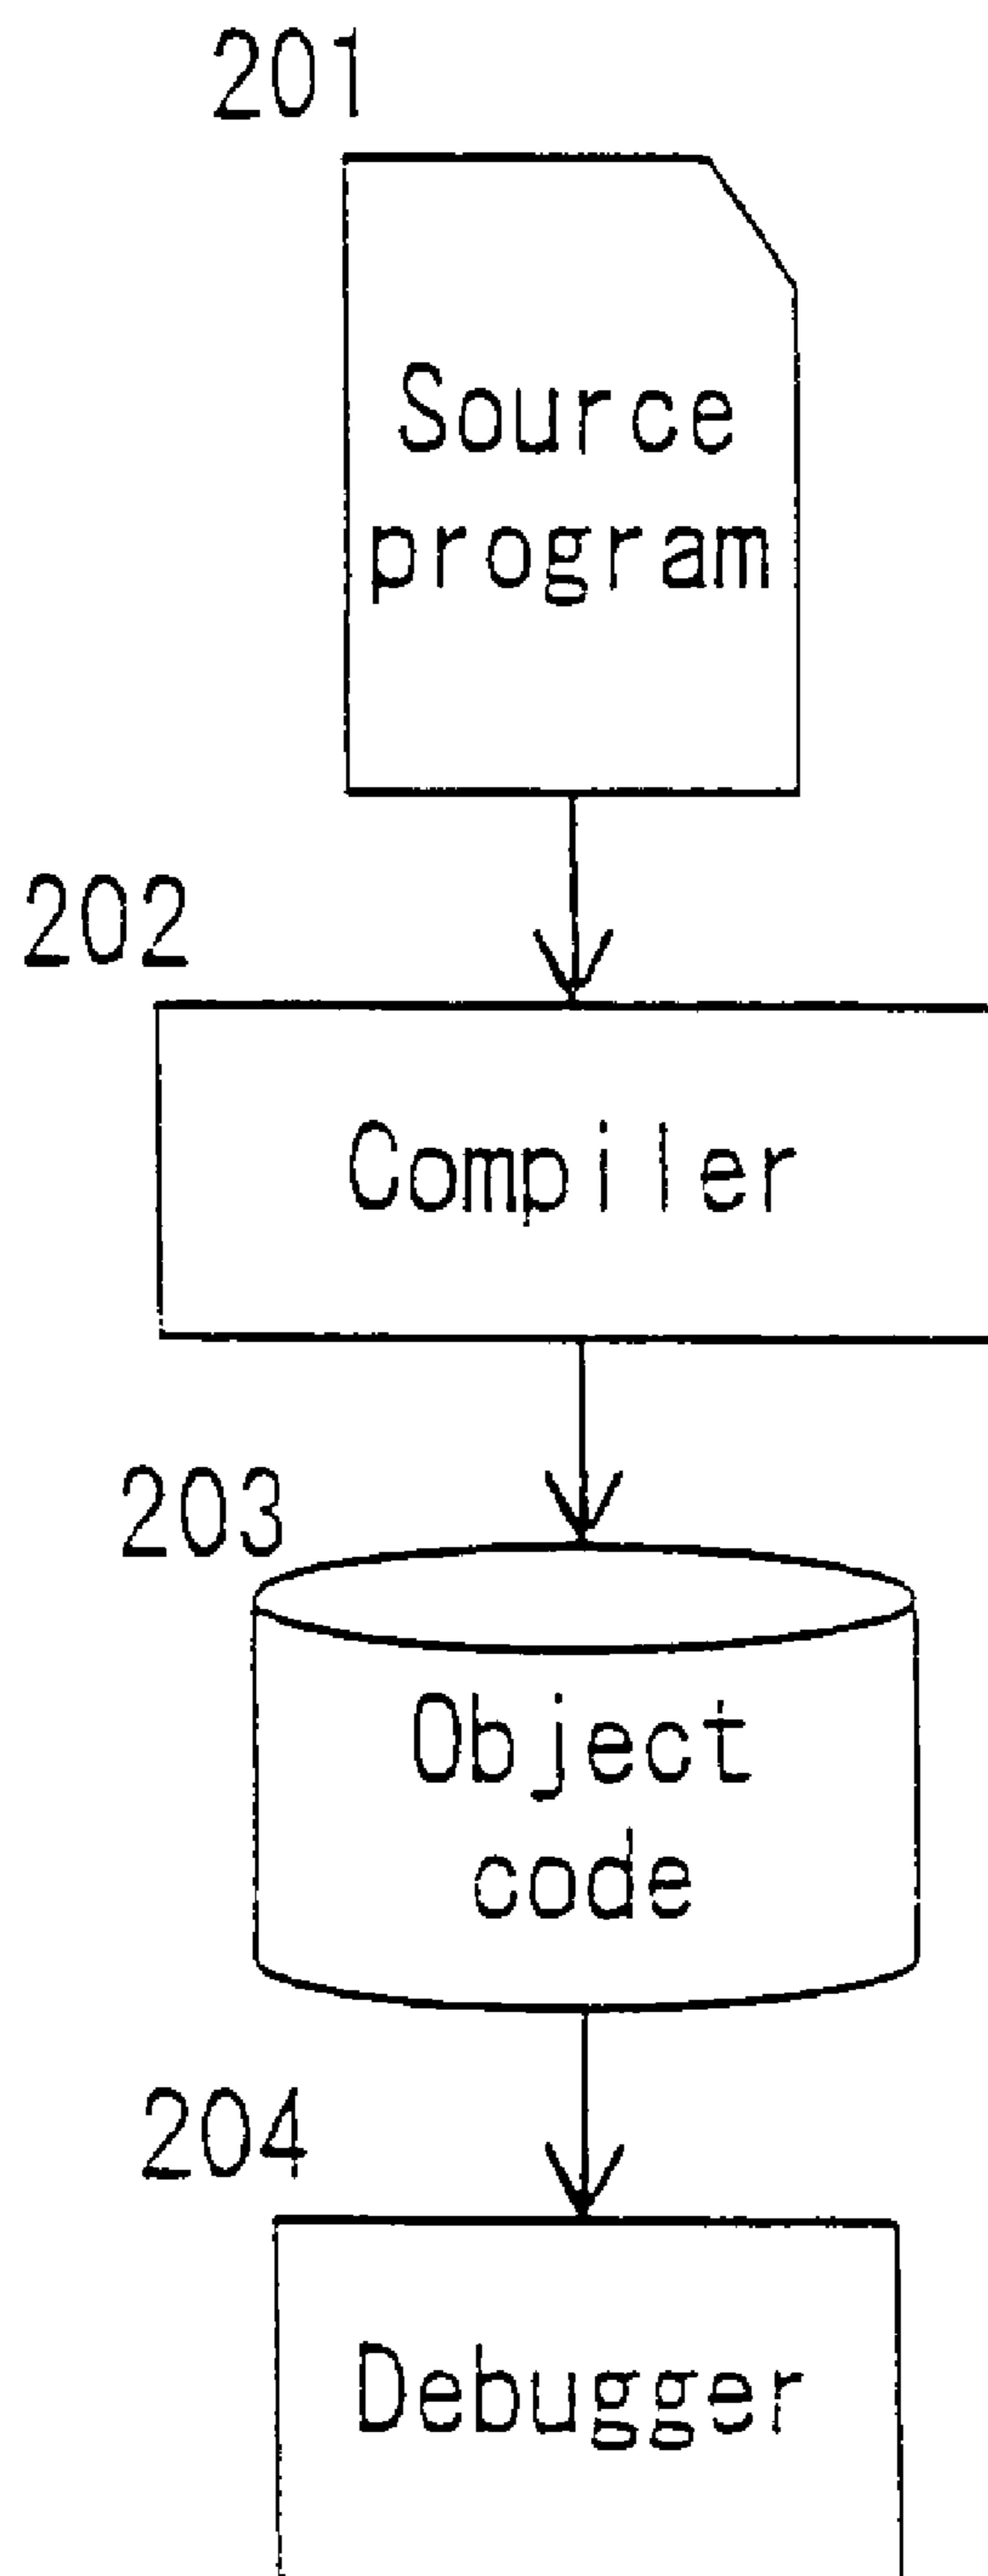 201
Source
program
202
Compiler
203
Object
code
204
Debugger